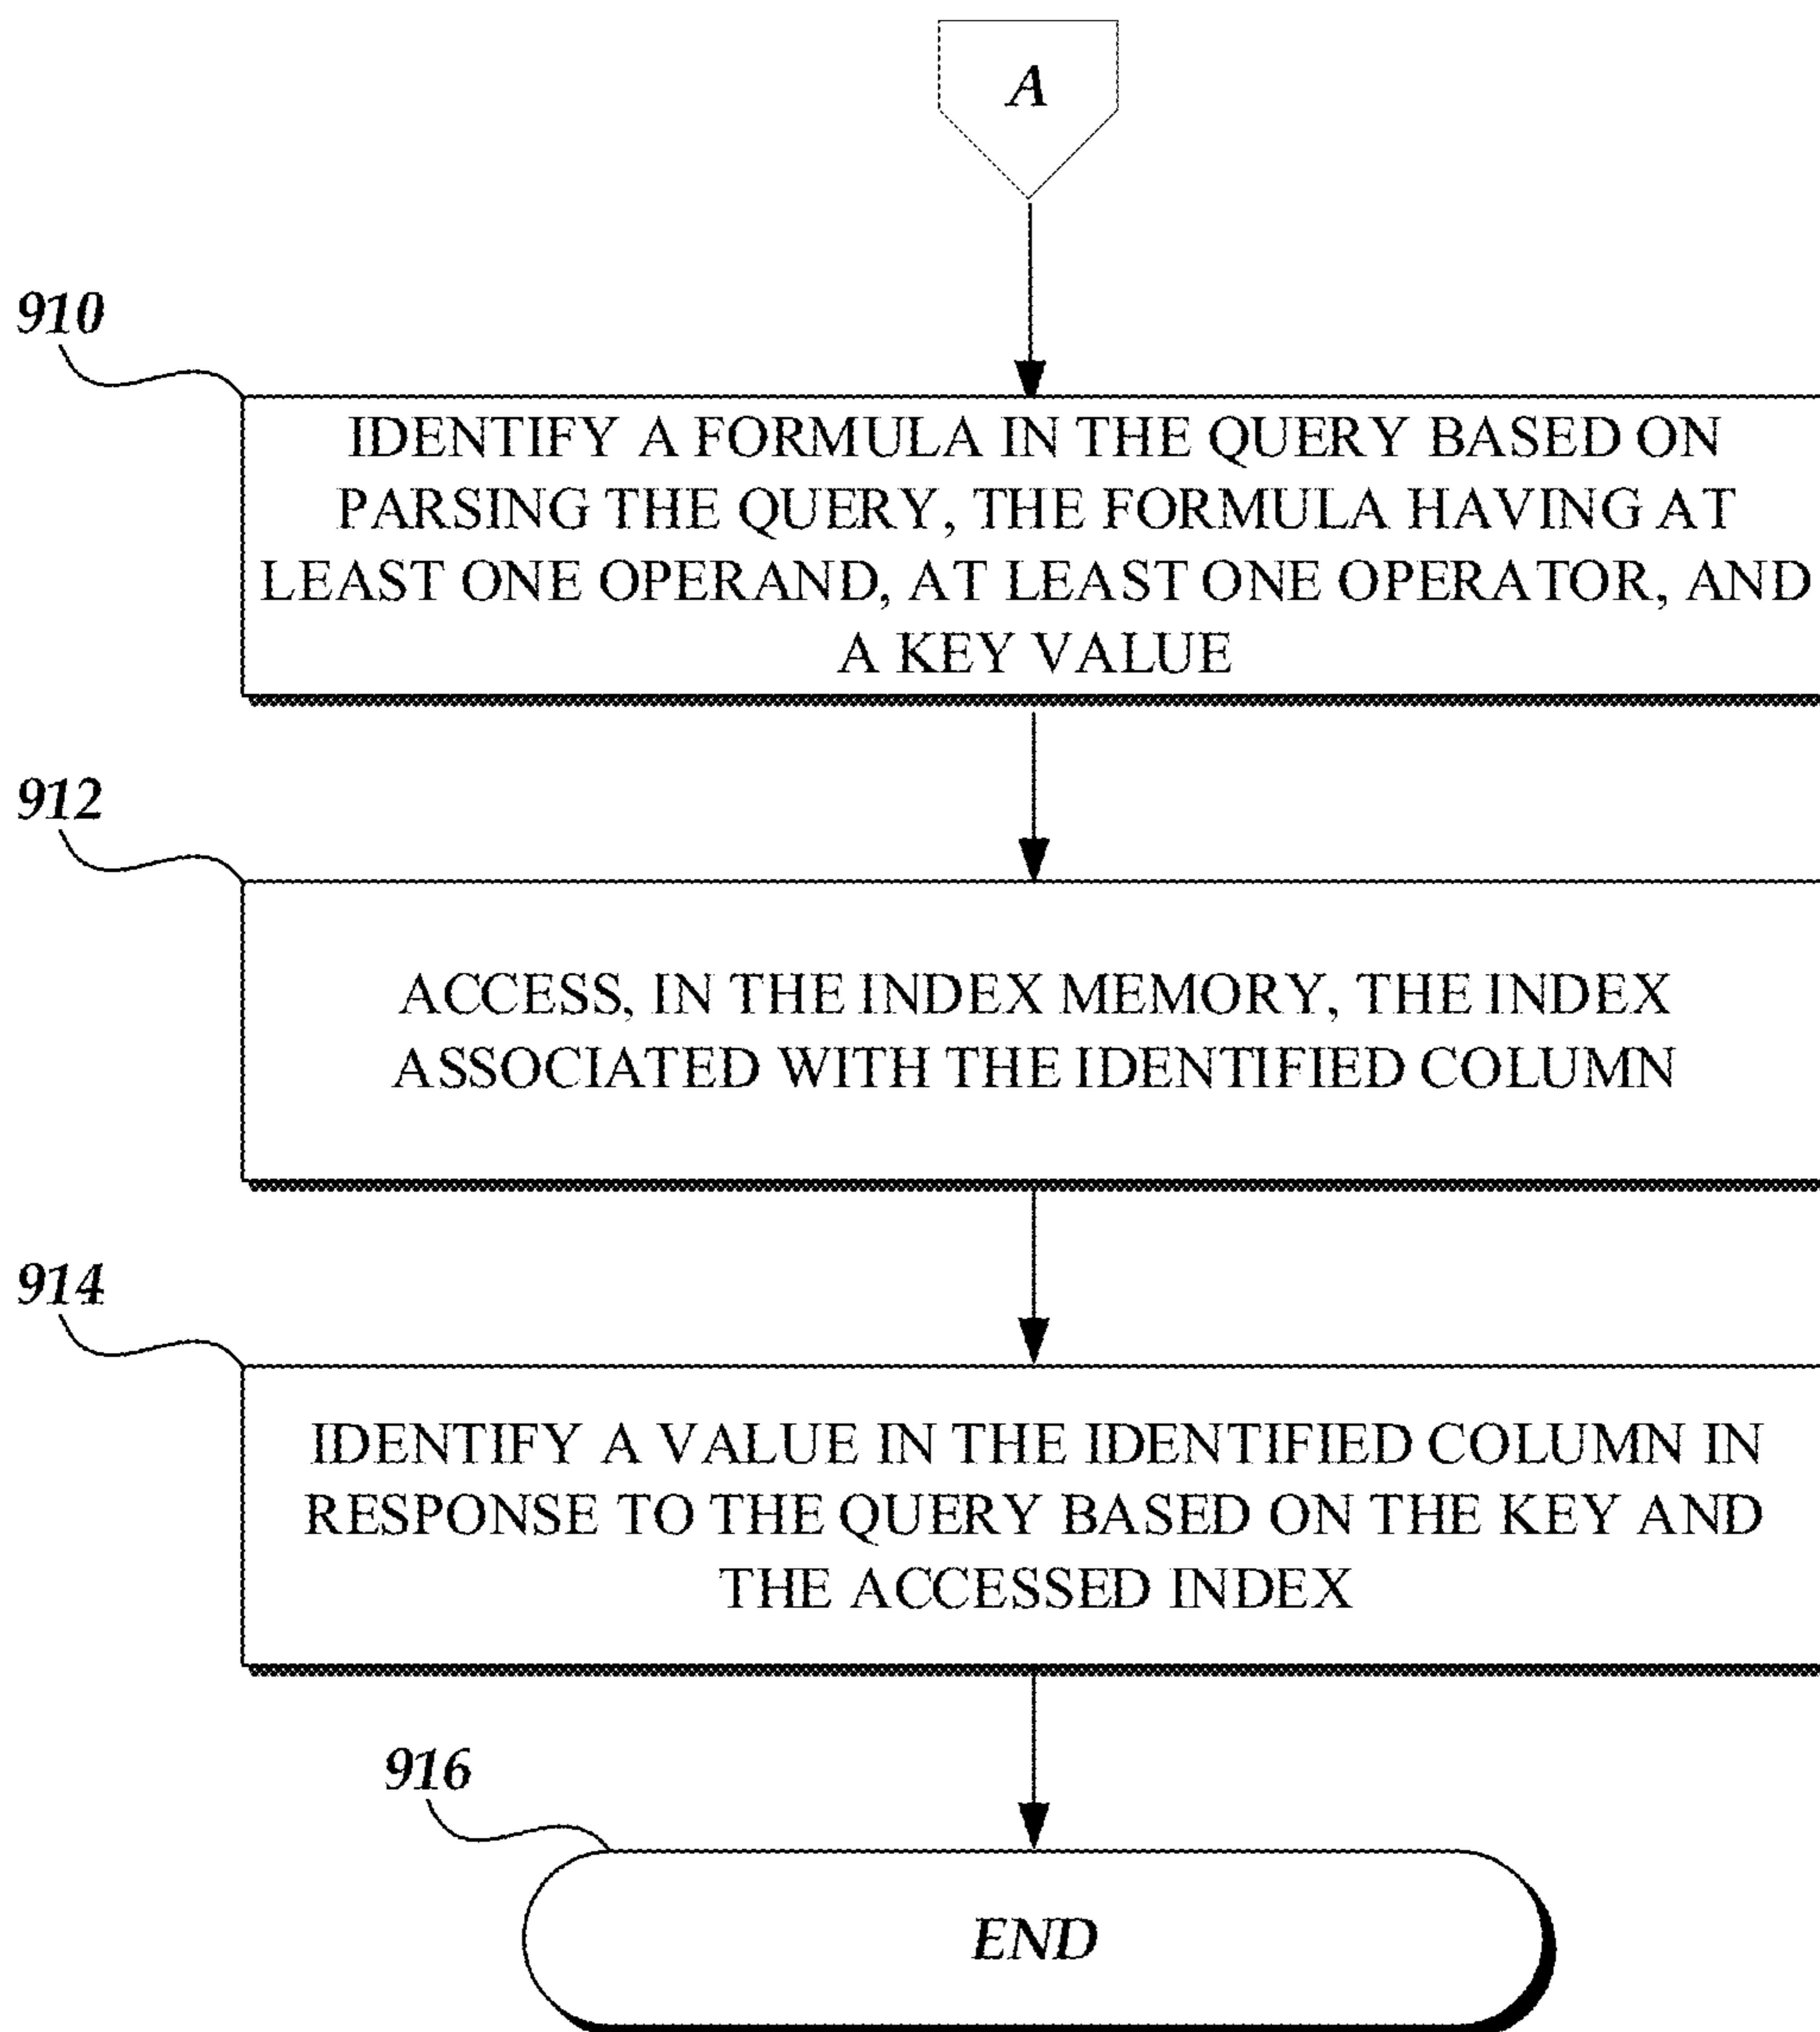 A
910
IDENTIFY A FORMULA IN THE QUERY BASED ON
PARSING THE QUERY, THE FORMULA HAVING AT
LEAST ONE OPERAND, AT LEAST ONE OPERATOR, AND
A KEY VALUE
912
ACCESS, IN THE INDEX MEMORY, THE INDEX
ASSOCIATED WITH THE IDENTIFIED COLUMN
914
IDENTIFY A VALUE IN THE IDENTIFIED COLUMN IN
RESPONSE TO THE QUERY BASED ON THE KEY AND
THE ACCESSED INDEX
916
END